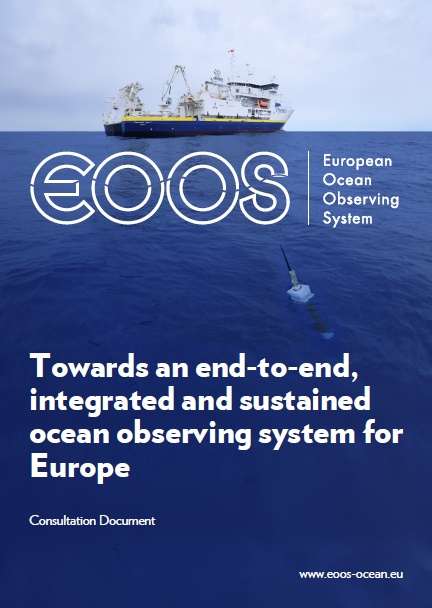 EOOS
European
Ocean
Observing
System
Towards an end-to-end,
integrated and sustained
ocean observing system for
Europe
Consultation Document
www.eoos-ocean.eu